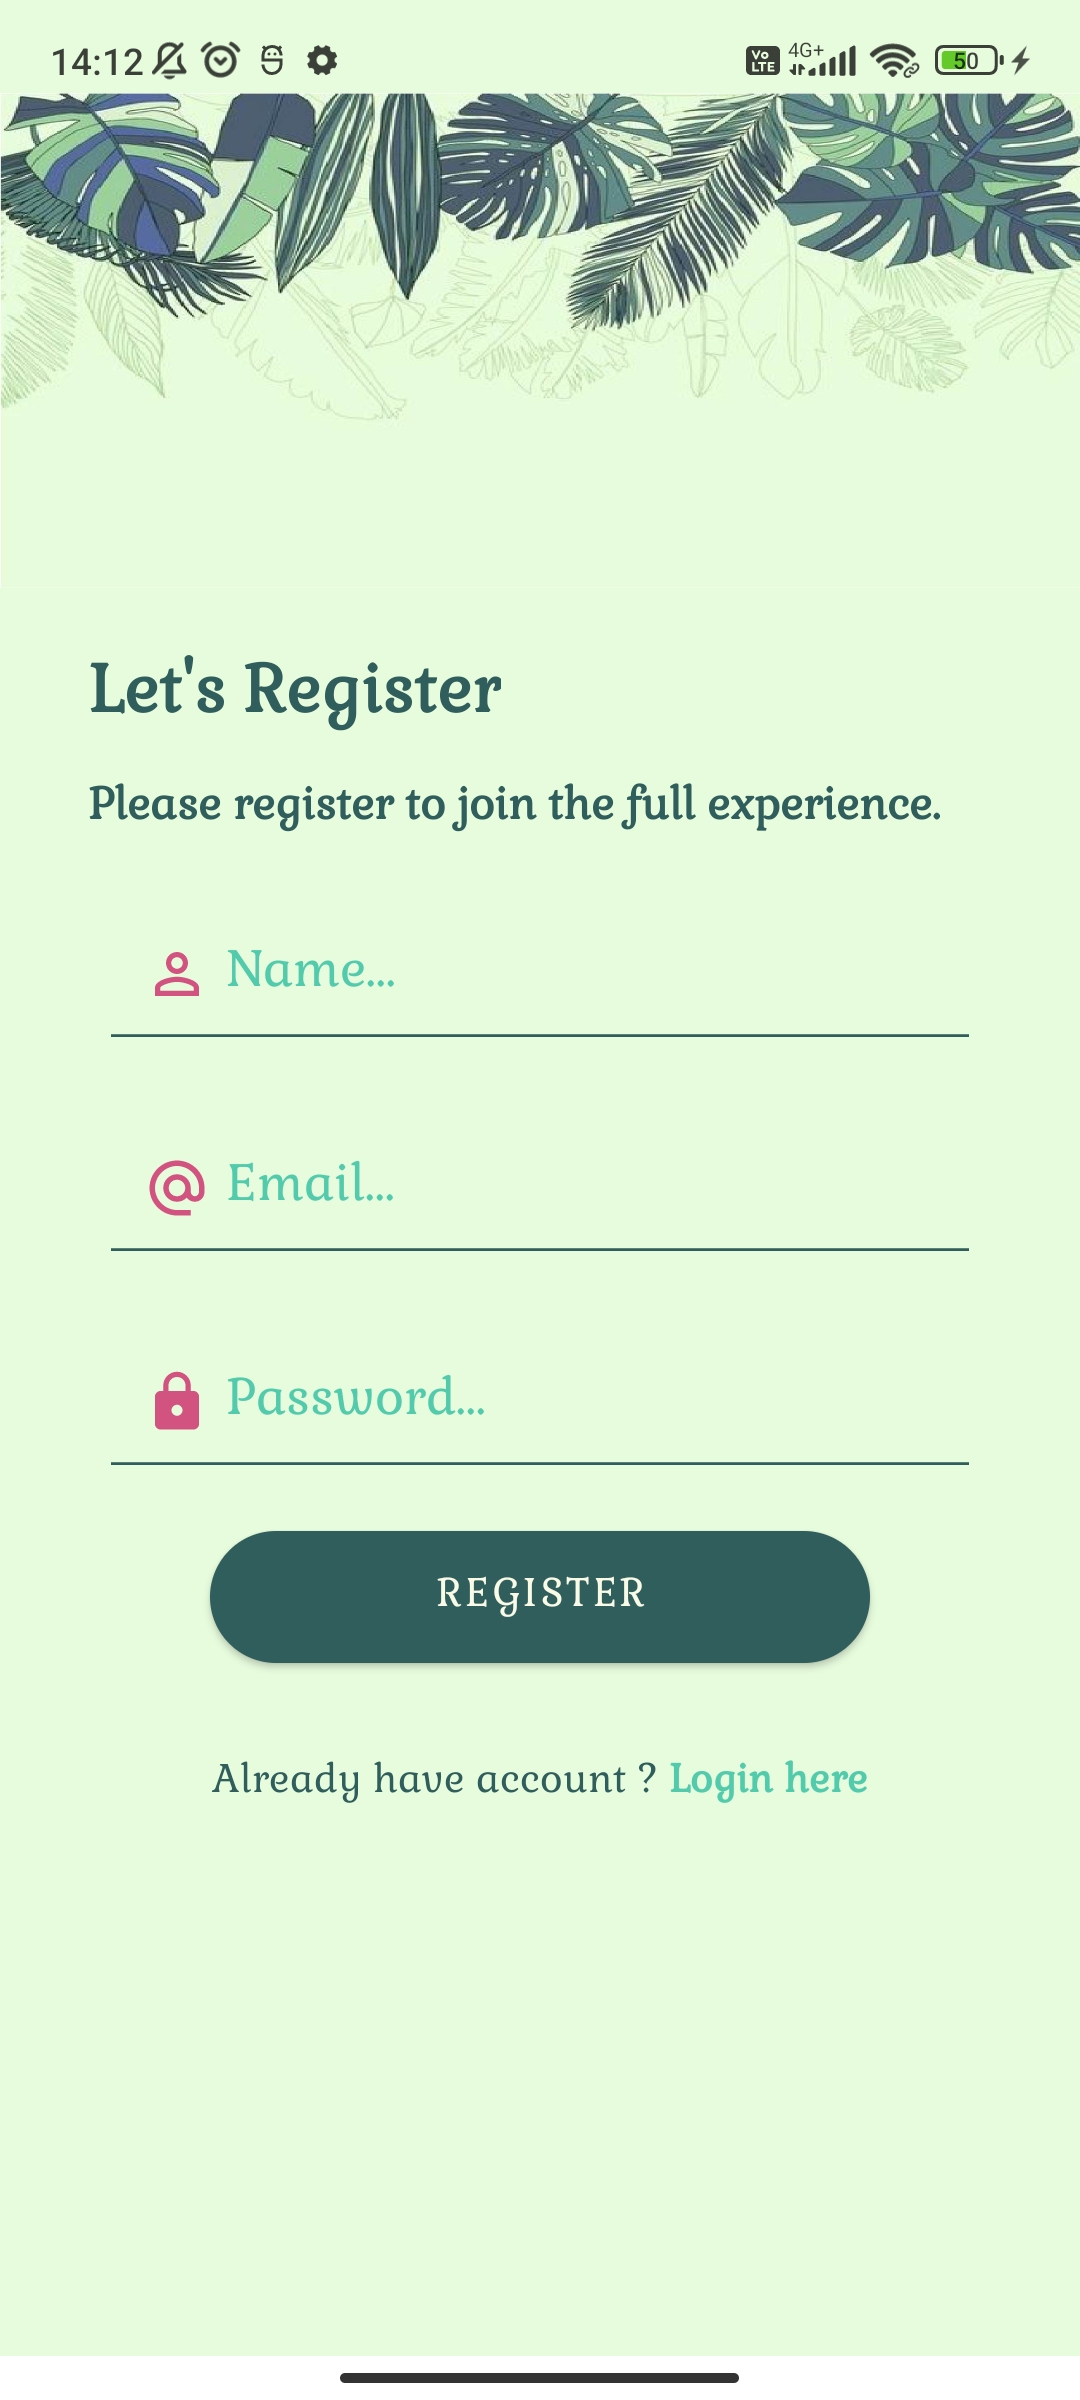 14:12 Vo LTE 4G+ 50
Let's Register
Please register to join the full experience.
Name...
Email...
Password...
REGISTER
Already have account ? Login here